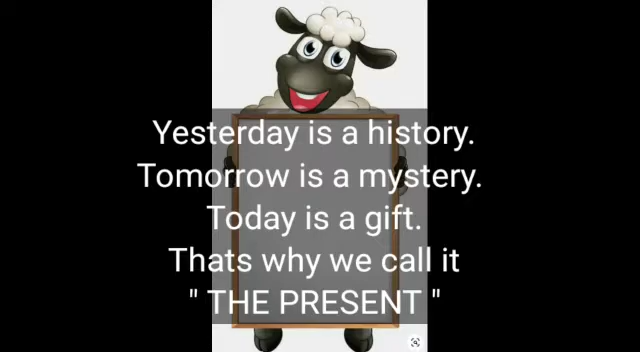 Yesterday is a history.
Tomorrow is a mystery.
Today is a gift.
Thats why we call it
" THE PRESENT "